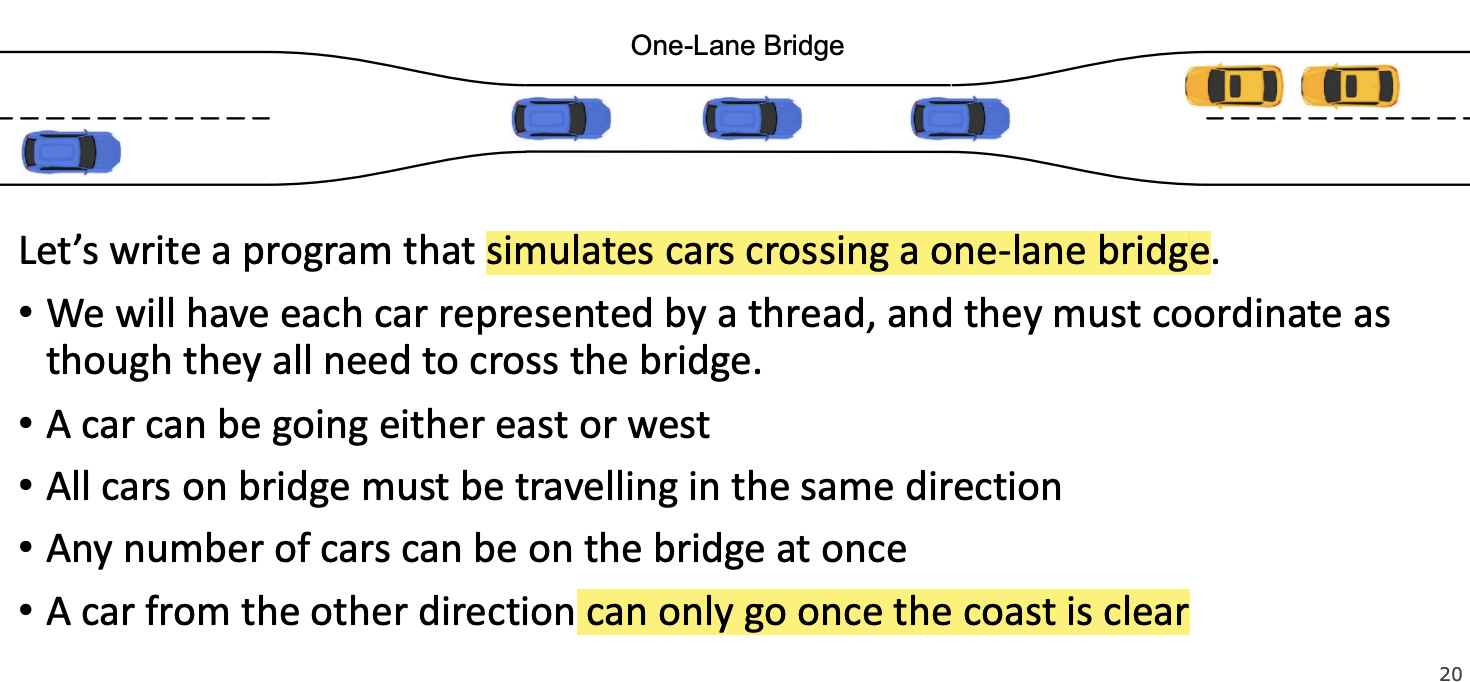 One-Lane Bridge
Let’s write a program that simulates cars crossing a one-lane bridge.
• We will have each car represented by a thread, and they must coordinate as
though they all need to cross the bridge.
• A car can be going either east or west
• All cars on bridge must be travelling in the same direction
• Any number of cars can be on the bridge at once
• A car from the other direction can only go once the coast is clear
20